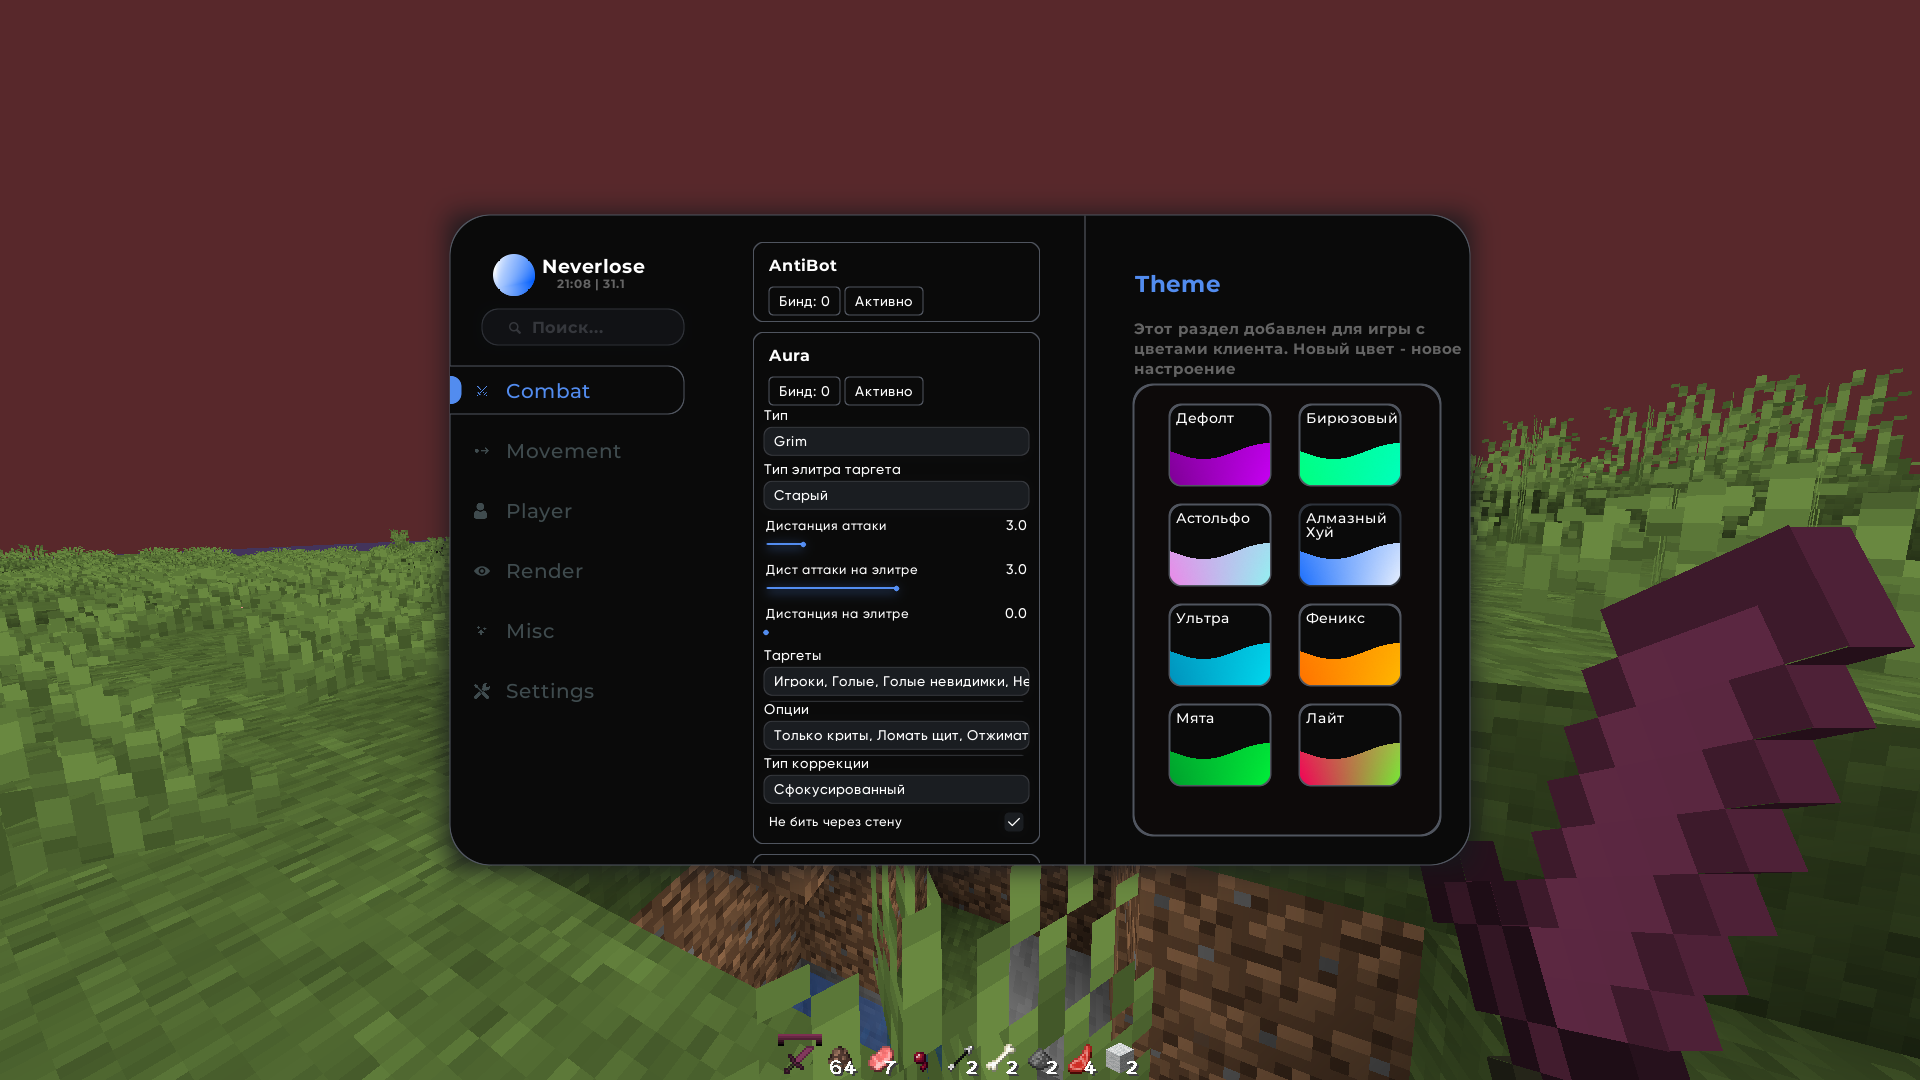 Neverlose
21:08 | 31.1
Поиск...
Combat
Movement
Player
Render
Misc
Settings
AntiBot
Бинд: 0
Активно
Aura
Бинд: 0
Активно
Тип
Grim
Тип элитра таргета
Старый
Дистанция аттаки 3.0
Дист аттаки на элитре 3.0
Дистанция на элитре 0.0
Таргеты
Игроки, Голые, Голые невидимки, Не
Опции
Только криты, Ломать щит, Отжимат
Тип коррекции
Сфокусированный
Не бить через стену
Theme
Этот раздел добавлен для игры с
цветами клиента. Новый цвет - новое
настроение
Дефолт
Бирюзовый
Астольфо
Алмазный
Хуй
Ультра
Феникс
Мята
Лайт
64 7 2 2 2 4 2